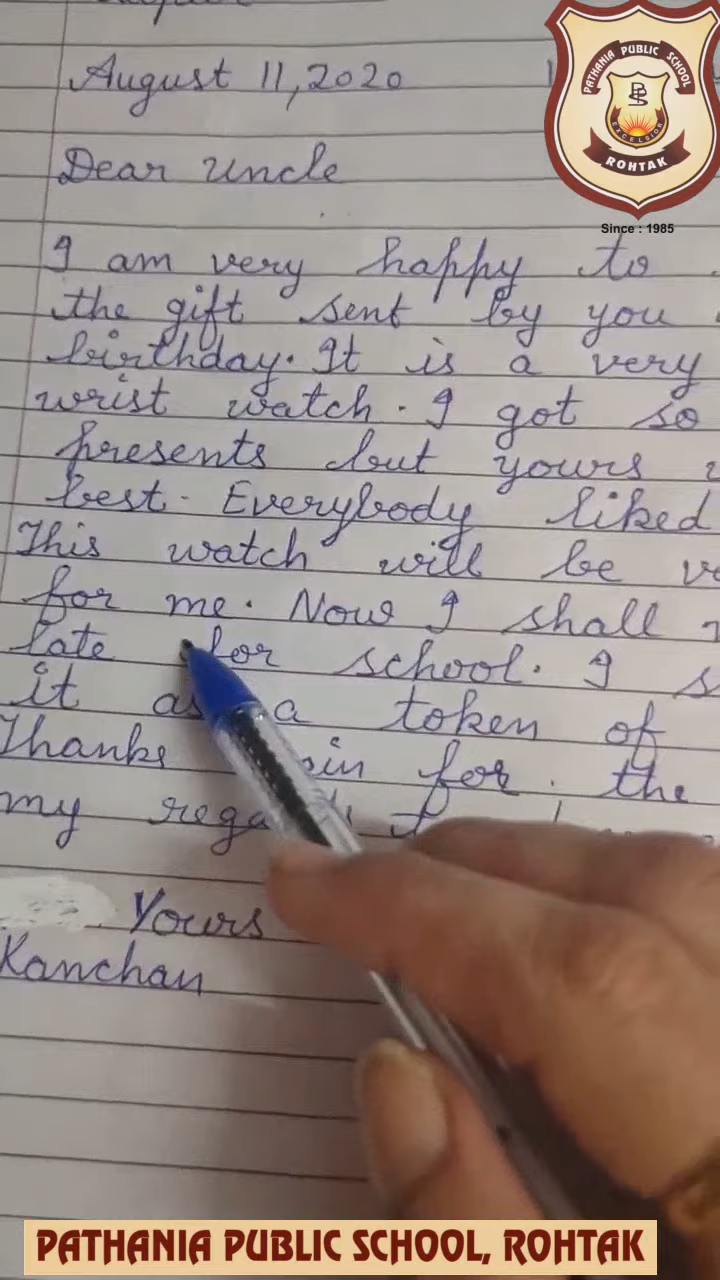 August 11, 2020
PATHANIA PUBLIC SCHOOL
EXCELSIOR
ROHTAK
Since : 1985
Dear Uncle
I am very happy to
the gift sent by you
birthday. It is a very
wrist watch. I got so
presents but yours
best. Everybody liked
This watch will be
for me. Now I shall
late for school. I
it as a token of
Thanks for the
my
Yours
Kanchan
PATHANIA PUBLIC SCHOOL, ROHTAK